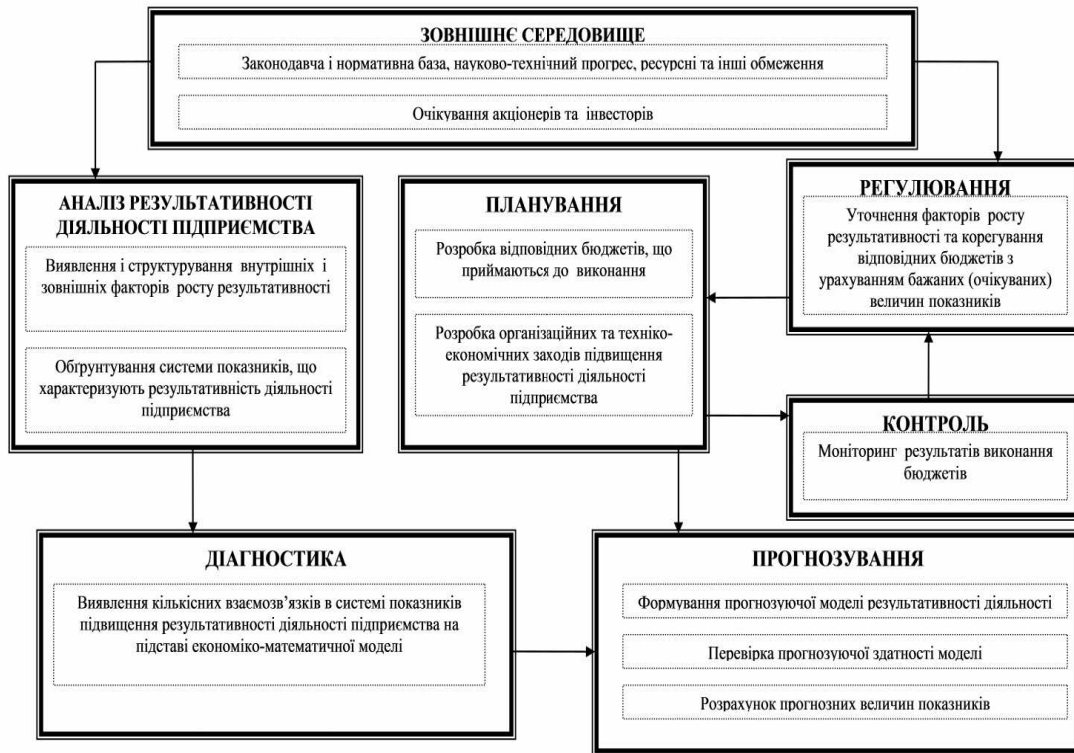 ЗОВНІШНЄ СЕРЕДОВИЩЕ
Законодавча і нормативна база, науково-технічний прогрес, ресурсні та інші обмеження
Очікування акціонерів та інвесторів
АНАЛІЗ РЕЗУЛЬТАТИВНОСТІ
ДІЯЛЬНОСТІ ПІДПРИЄМСТВА
Виявлення і структурування внутрішніх і
зовнішніх факторів росту результативності
Обґрунтування системи показників, що
характеризують результативність діяльності
підприємства
ПЛАНУВАННЯ
Розробка відповідних бюджетів, що
приймаються до виконання
Розробка організаційних та техніко-
економічних заходів підвищення
результативності діяльності
підприємства
РЕГУЛЮВАННЯ
Уточнення факторів росту
результативності та корегування
відповідних бюджетів з
урахуванням бажаних (очікуваних)
величин показників
КОНТРОЛЬ
Моніторинг результатів виконання
бюджетів
ДІАГНОСТИКА
Виявлення кількісних взаємозв'язків в системі показників
підвищення результативності діяльності підприємства на
підставі економіко-математичної моделі
ПРОГНОЗУВАННЯ
Формування прогнозуючої моделі результативності діяльності
Перевірка прогнозуючої здатності моделі
Розрахунок прогнозних величин показників